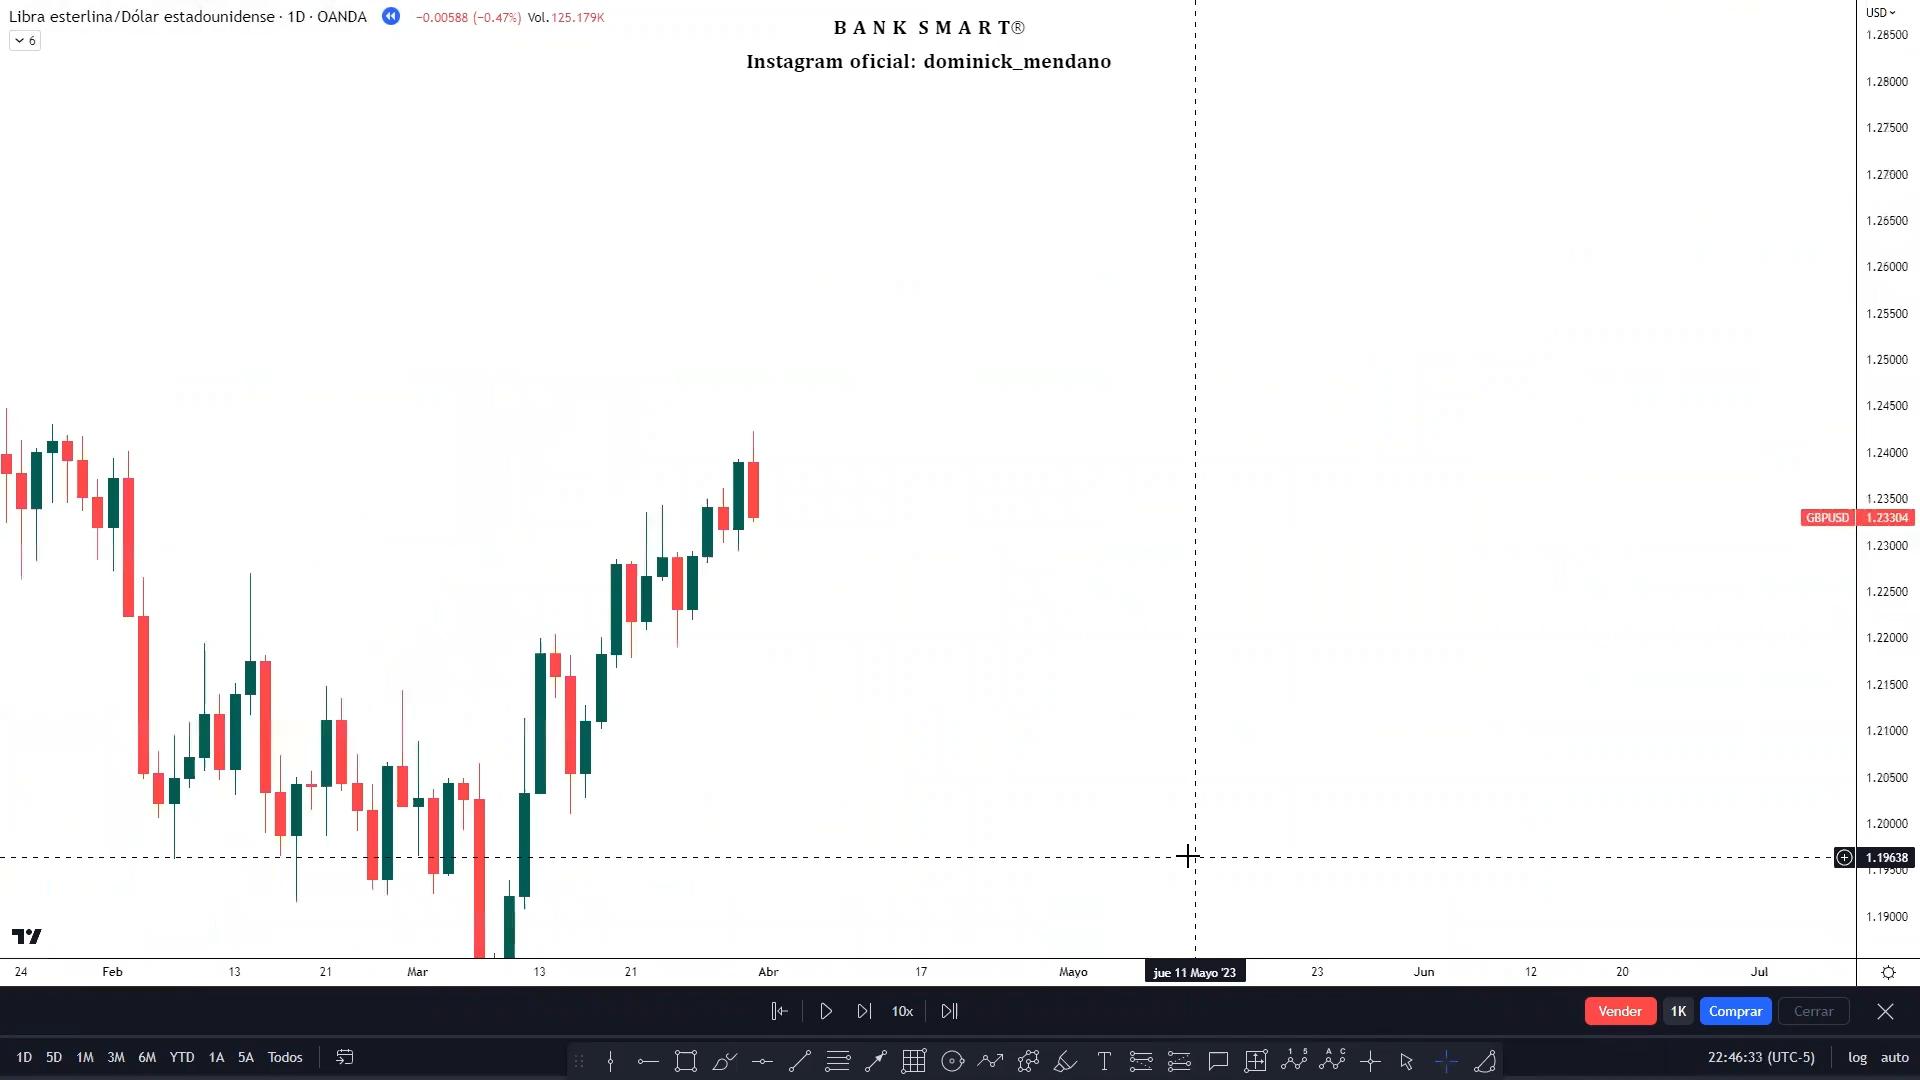 Libra esterlina/Dólar estadounidense · 1D · OANDA −0.00588 (−0.47%) Vol.125.179K
6
B A N K S M A R T®
Instagram oficial: dominick_mendano
USD
1.28500
1.28000
1.27500
1.27000
1.26500
1.26000
1.25500
1.25000
1.24500
1.24000
1.23500
GBPUSD 1.23304
1.23000
1.22500
1.22000
1.21500
1.21000
1.20500
1.20000
1.19638
1.19500
1.19000
24 Feb 13 21 Mar 13 21 Abr 17 Mayo jue 11 Mayo '23 23 Jun 12 20 Jul
10x
Vender 1K Comprar Cerrar
1D 5D 1M 3M 6M YTD 1A 5A Todos
22:46:33 (UTC-5) log auto